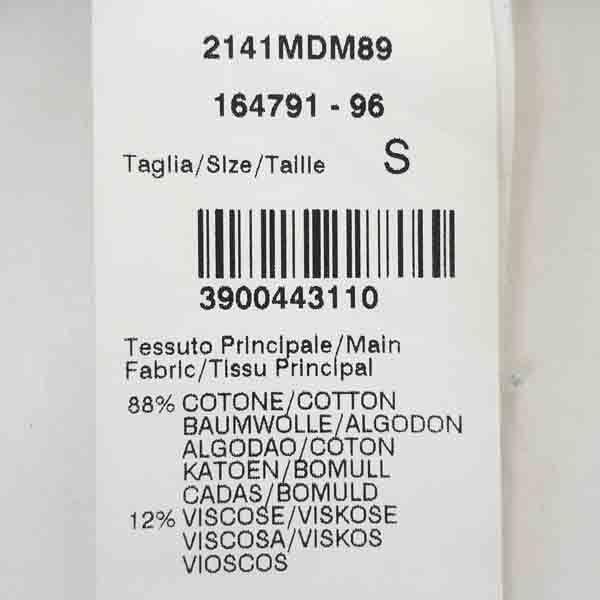 2141MDM89
164791 - 96
Taglia/Size/Taille S
3900443110
Tessuto Principale/Main
Fabric/Tissu Principal
88% COTONE/COTTON
BAUMWOLLE/ALGODON
ALGODAO/COTON
KATOEN/BOMULL
CADAS/BOMULD
12% VISCOSE/VISKOSE
VISCOSA/VISKOS
VIOSCOS